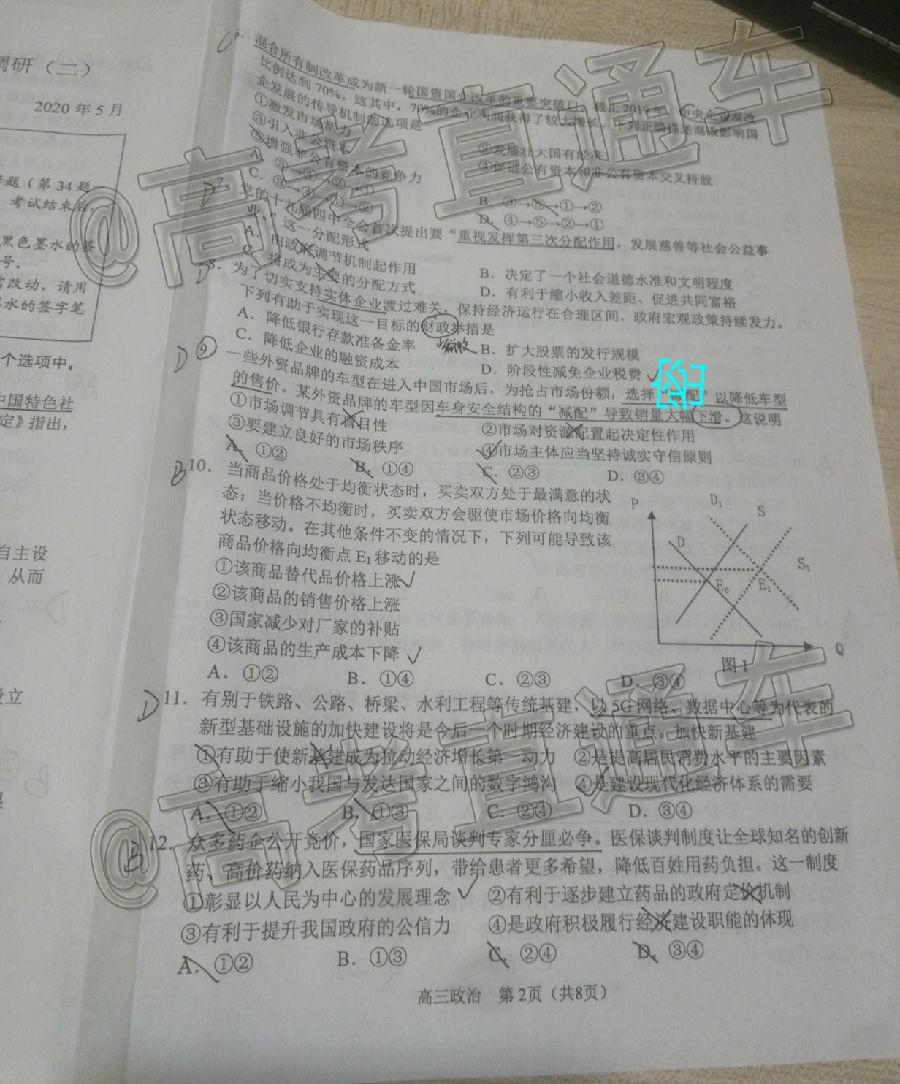 调研（二）
2020 年 5 月
题（第 34 题
考试结束后，
黑色墨水的签
号。
改动，请用
水的签字笔
个选项中，
中国特色社
定》指出，
自主设
从而
立
6. 混合所有制改革成为新一轮国资国企改革的重要突破口。截止 2019 年，中央企业混改
比例达到 70%。这其中，70%的企业利润获得了较大增长。下列正确描述混改影响国
企发展的传导机制的选项是
①激发市场活力 ②发展壮大国有经济
③引入非公资本 ④促进公有资本和非公有资本交叉持股
⑤增强非公有资本的竞争力
A. ③→④→②→①
B. ③→⑤→①→②
C. ③→④→①→②
D. ④→⑤→②→①
D 7. 党的十九届四中全会首次提出要“重视发挥第三次分配作用，发展慈善等社会公益事
业。”这一分配形式
A. 由政府调节机制起作用 B. 决定了一个社会道德水准和文明程度
C. 将成为主要的分配方式 D. 有利于缩小收入差距、促进共同富裕
8. 为了切实支持实体企业渡过难关，保持经济运行在合理区间，政府宏观政策持续发力。
下列有助于实现这一目标的财政举措是
A. 降低银行存款准备金率 B. 扩大股票的发行规模
C. 降低企业的融资成本 D. 阶段性减免企业税费
D 9. 一些外资品牌的车型在进入中国市场后，为抢占市场份额，选择 配 以降低车型
的售价。某外资品牌的车型因车身安全结构的“减配”导致销量大幅下滑。这说明
①市场调节具有盲目性 ②市场对资源配置起决定性作用
③要建立良好的市场秩序 ④市场主体应当坚持诚实守信原则
A. ①② B. ①④ C. ②③ D. ③④
B 10. 当商品价格处于均衡状态时，买卖双方处于最满意的状
态；当价格不均衡时，买卖双方会驱使市场价格向均衡
状态移动。在其他条件不变的情况下，下列可能导致该
商品价格向均衡点 E₁ 移动的是
①该商品替代品价格上涨
②该商品的销售价格上涨
③国家减少对厂家的补贴
④该商品的生产成本下降
A. ①② B. ①④ C. ②③ D. ③④
P D₁ S
D S₁
E₀ E₁
Q
图 1
D 11. 有别于铁路、公路、桥梁、水利工程等传统基建，以 5G 网络、数据中心等为代表的
新型基础设施的加快建设将是今后一个时期经济建设的重点。加快新基建
①有助于使新基建成为拉动经济增长第一动力 ②是提高居民消费水平的主要因素
③有助于缩小我国与发达国家之间的数字鸿沟 ④是建设现代化经济体系的需要
A. ①② B. ①③ C. ②④ D. ③④
B 12. 众多药企公开竞价，国家医保局谈判专家分厘必争。医保谈判制度让全球知名的创新
药、高价药纳入医保药品序列，带给患者更多希望，降低百姓用药负担。这一制度
①彰显以人民为中心的发展理念 ②有利于逐步建立药品的政府定价机制
③有利于提升我国政府的公信力 ④是政府积极履行经济建设职能的体现
A. ①② B. ①③ C. ②④ D. ③④
高三政治 第 2 页（共 8 页）
@高考直通车
@高考直通车